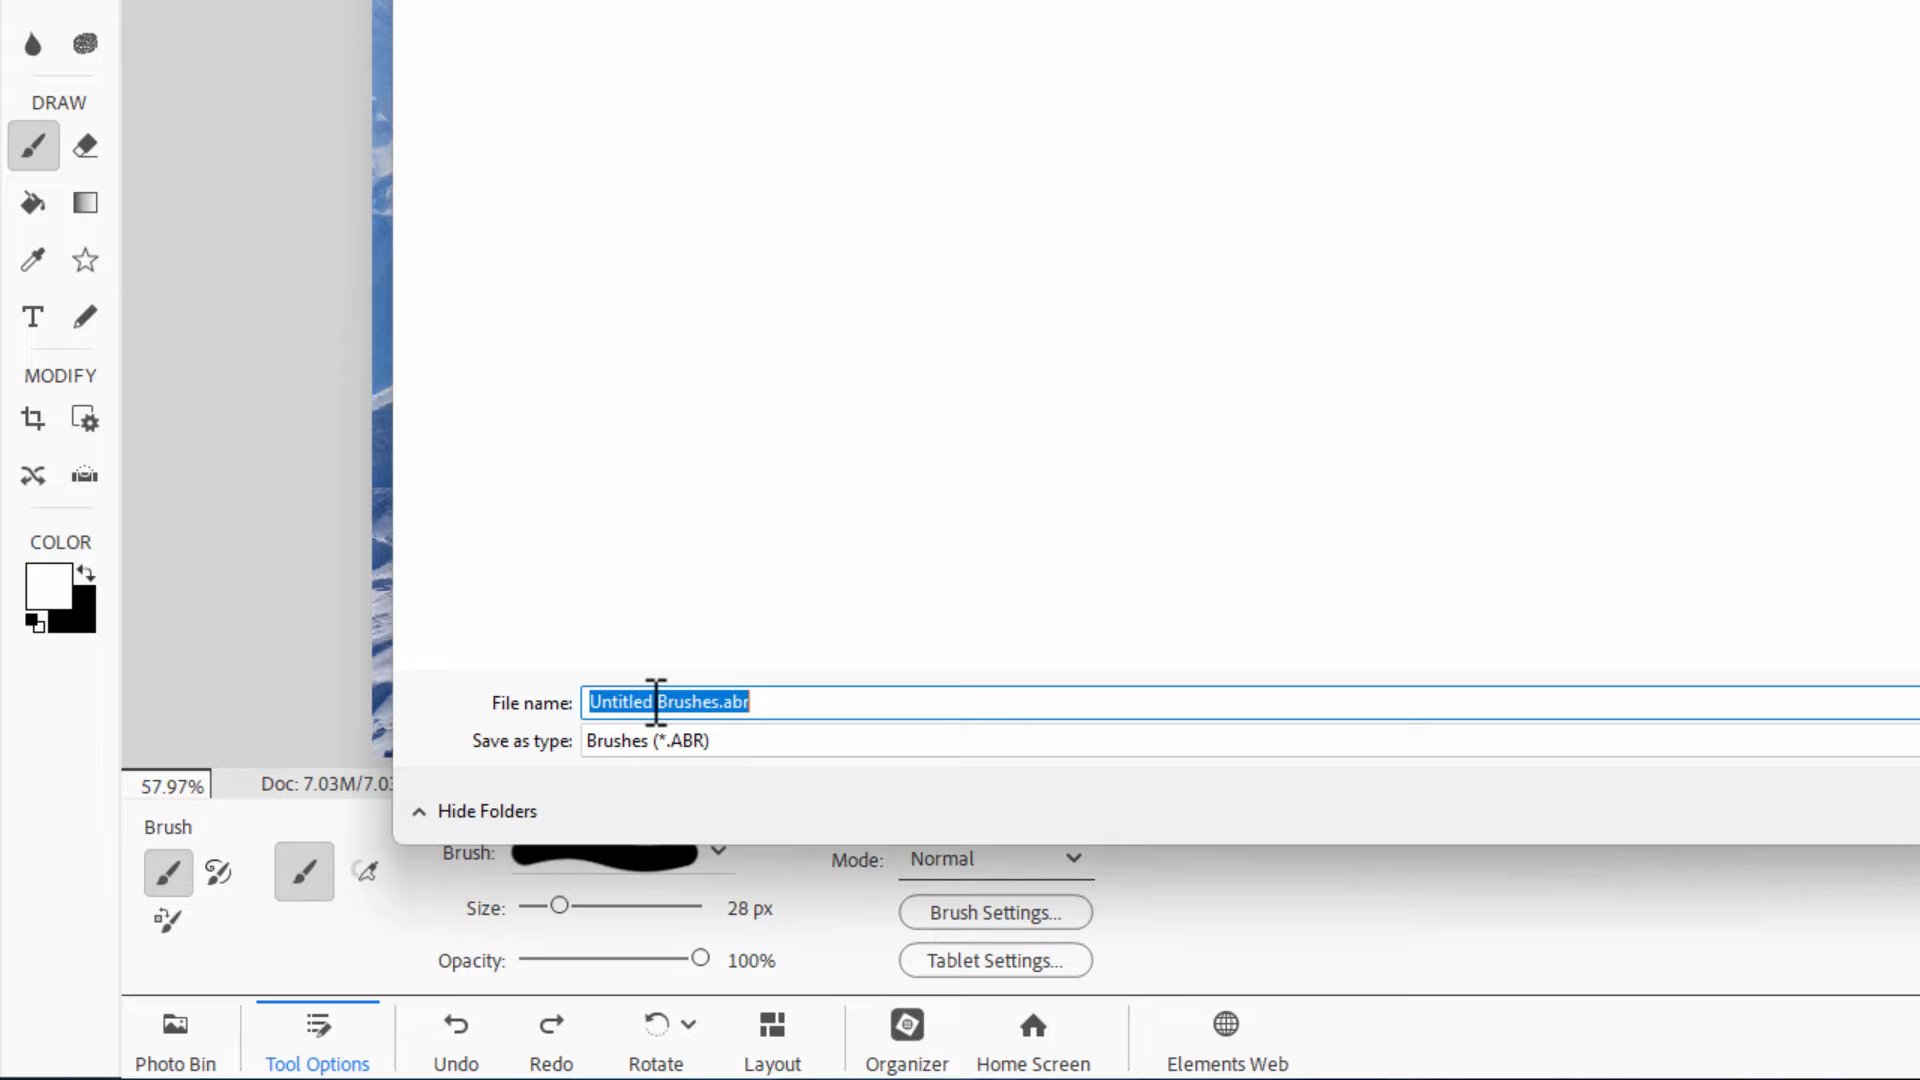 DRAW
MODIFY
COLOR
File name: Untitled Brushes.abr
Save as type: Brushes (*.ABR)
Hide Folders
57.97% Doc: 7.03M/7.03
Brush
Brush: Mode: Normal
Size: 28 px Brush Settings...
Opacity: 100% Tablet Settings...
Photo Bin Tool Options Undo Redo Rotate Layout Organizer Home Screen Elements Web